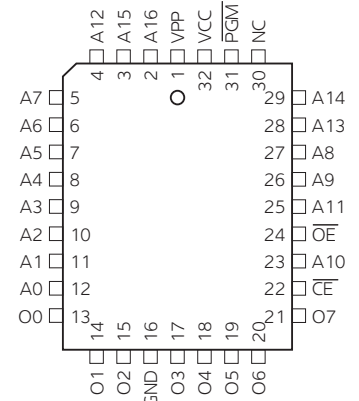 A12 A15 A16 VPP VCC P̅G̅M̅ NC
4 3 2 1 32 31 30
A7 5 29 A14
A6 6 28 A13
A5 7 27 A8
A4 8 26 A9
A3 9 25 A11
A2 10 24 O̅E̅
A1 11 23 A10
A0 12 22 C̅E̅
O0 13 21 O7
14 15 16 17 18 19 20
O1 O2 GND O3 O4 O5 O6